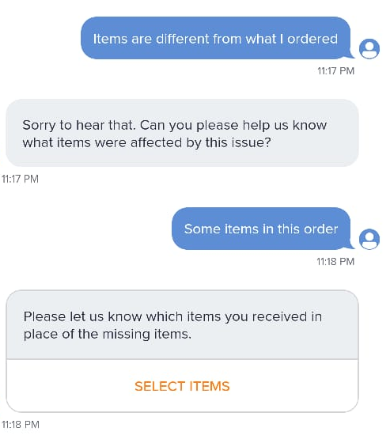 Items are different from what I ordered
11:17 PM
Sorry to hear that. Can you please help us know
what items were affected by this issue?
11:17 PM
Some items in this order
11:18 PM
Please let us know which items you received in
place of the missing items.
SELECT ITEMS
11:18 PM